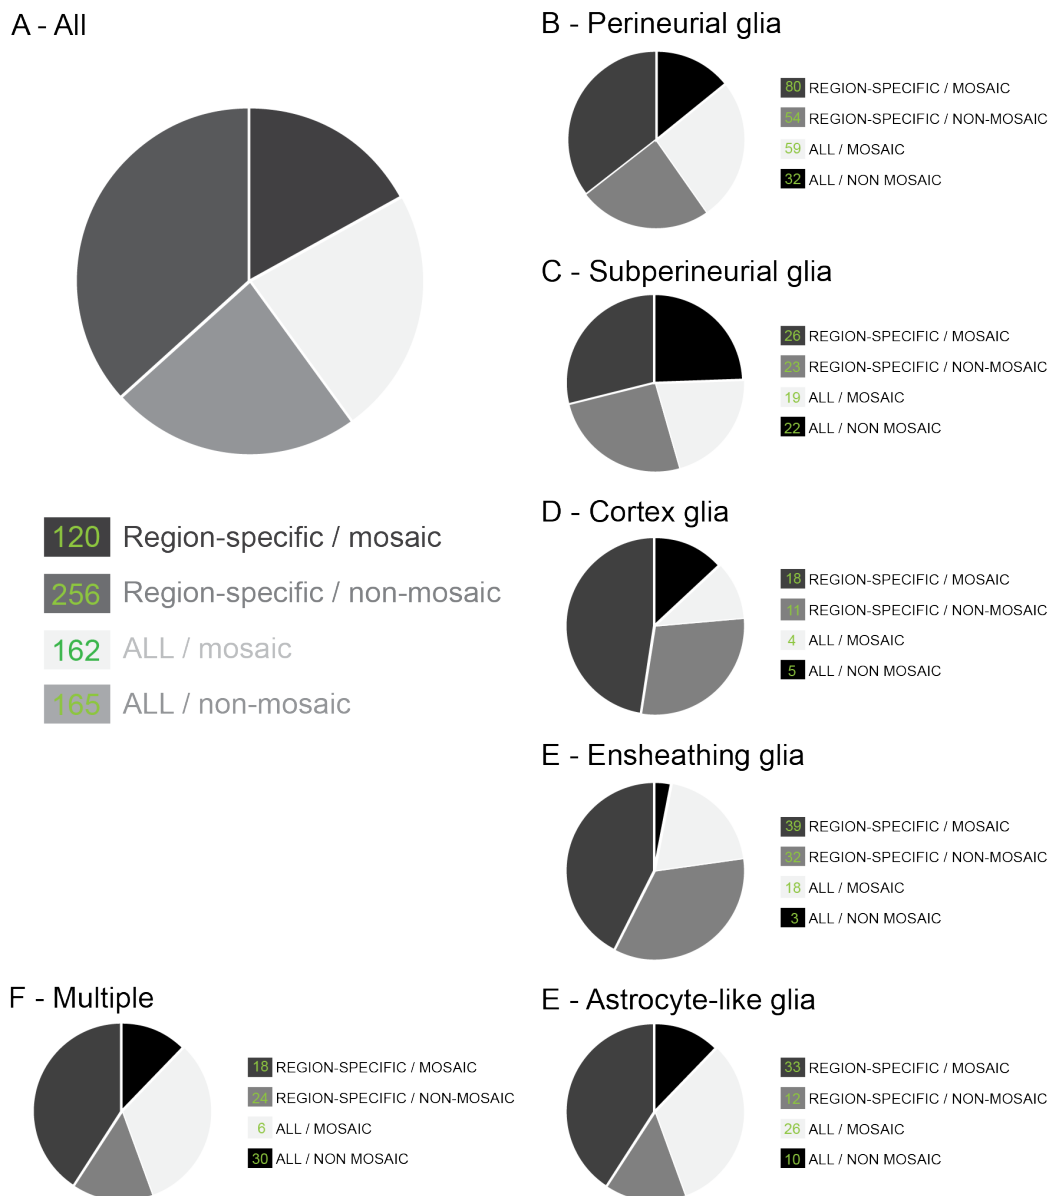 A - All
120 Region-specific / mosaic
256 Region-specific / non-mosaic
162 ALL / mosaic
165 ALL / non-mosaic
B - Perineurial glia
80 REGION-SPECIFIC / MOSAIC
54 REGION-SPECIFIC / NON-MOSAIC
59 ALL / MOSAIC
32 ALL / NON MOSAIC
C - Subperineurial glia
26 REGION-SPECIFIC / MOSAIC
23 REGION-SPECIFIC / NON-MOSAIC
19 ALL / MOSAIC
22 ALL / NON MOSAIC
D - Cortex glia
18 REGION-SPECIFIC / MOSAIC
11 REGION-SPECIFIC / NON-MOSAIC
4 ALL / MOSAIC
5 ALL / NON MOSAIC
E - Ensheathing glia
39 REGION-SPECIFIC / MOSAIC
32 REGION-SPECIFIC / NON-MOSAIC
18 ALL / MOSAIC
3 ALL / NON MOSAIC
F - Multiple
18 REGION-SPECIFIC / MOSAIC
24 REGION-SPECIFIC / NON-MOSAIC
6 ALL / MOSAIC
30 ALL / NON MOSAIC
E - Astrocyte-like glia
33 REGION-SPECIFIC / MOSAIC
12 REGION-SPECIFIC / NON-MOSAIC
26 ALL / MOSAIC
10 ALL / NON MOSAIC